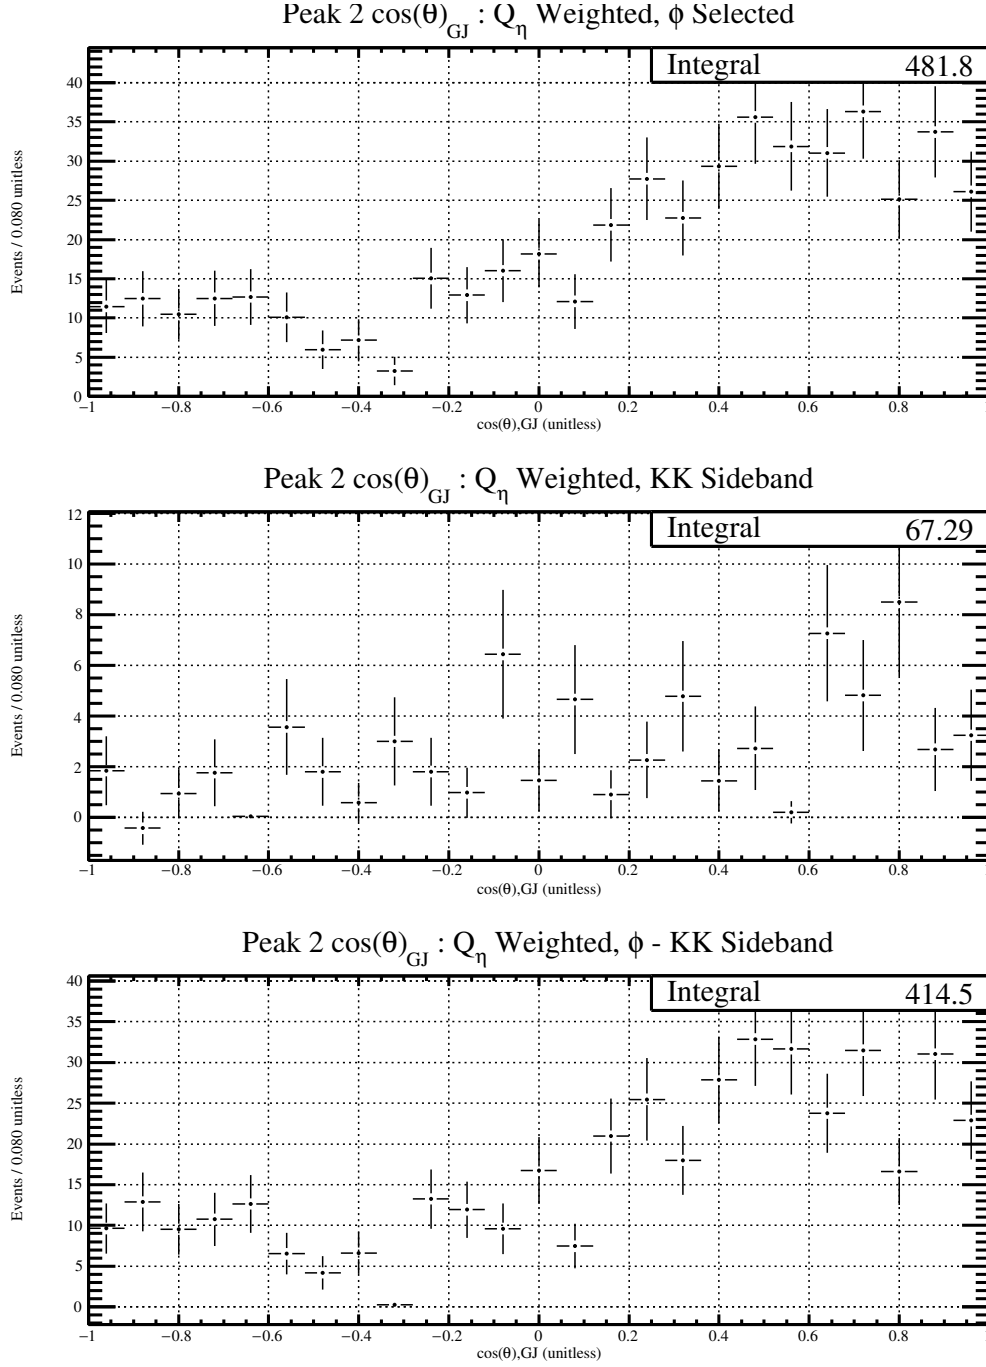 Peak 2 cos(θ)GJ : Qη Weighted, ϕ Selected
Integral 481.8
Events / 0.080 unitless
40
35
30
25
20
15
10
5
0
−1 −0.8 −0.6 −0.4 −0.2 0 0.2 0.4 0.6 0.8
cos(θ),GJ (unitless)
Peak 2 cos(θ)GJ : Qη Weighted, KK Sideband
Integral 67.29
Events / 0.080 unitless
12
10
8
6
4
2
0
−1 −0.8 −0.6 −0.4 −0.2 0 0.2 0.4 0.6 0.8
cos(θ),GJ (unitless)
Peak 2 cos(θ)GJ : Qη Weighted, ϕ - KK Sideband
Integral 414.5
Events / 0.080 unitless
40
35
30
25
20
15
10
5
0
−1 −0.8 −0.6 −0.4 −0.2 0 0.2 0.4 0.6 0.8
cos(θ),GJ (unitless)